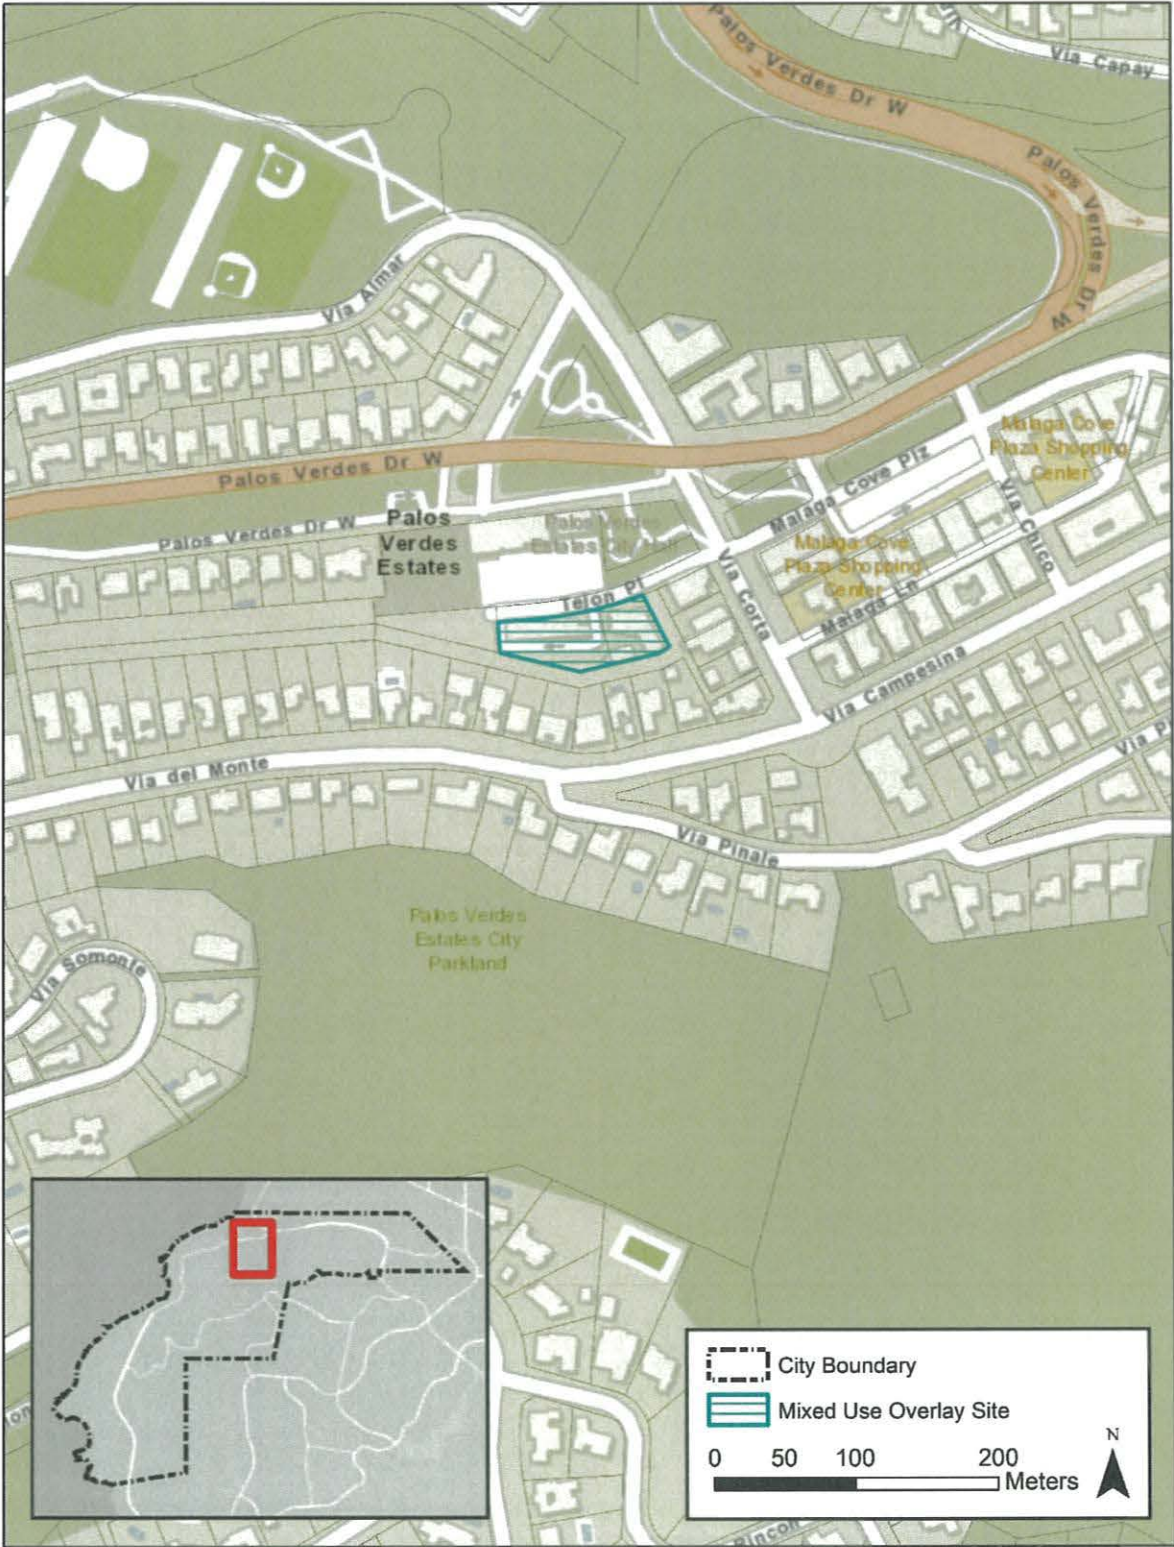 Palos Verdes Dr W
Via Capay
Palos Verdes Dr W
Via Almar
Malaga Cove
Plaza Shopping
Center
Palos Verdes Dr W
Malaga Cove Plz
Via Chico
Palos Verdes Dr W
Palos
Verdes
Estates
Palos Verdes
Estates City Hall
Malaga Cove
Plaza Shopping
Center
Telon Pl
Via Corta
Malaga Ln
Via Campesina
Via del Monte
Via P
Via Pinale
Palos Verdes
Estates City
Parkland
Via Somonte
City Boundary
Mixed Use Overlay Site
N
0 50 100 200
Meters
Rincon